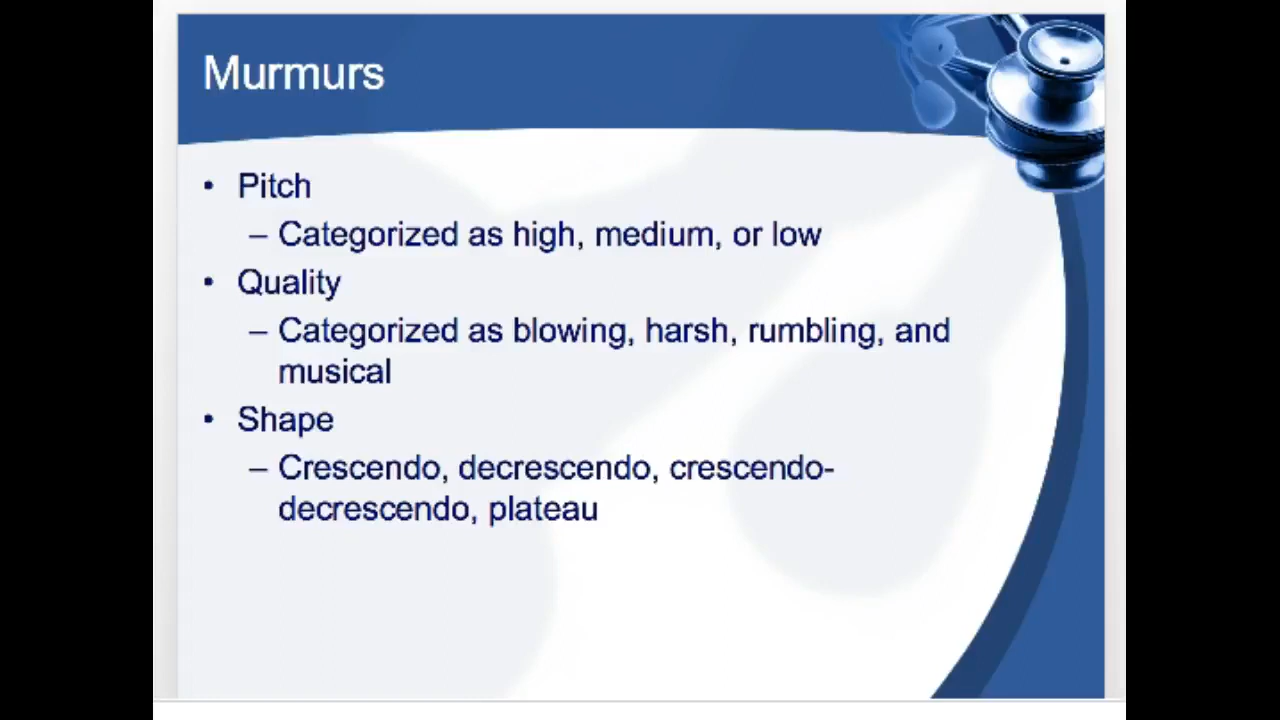 Murmurs
• Pitch
– Categorized as high, medium, or low
• Quality
– Categorized as blowing, harsh, rumbling, and
musical
• Shape
– Crescendo, decrescendo, crescendo-
decrescendo, plateau